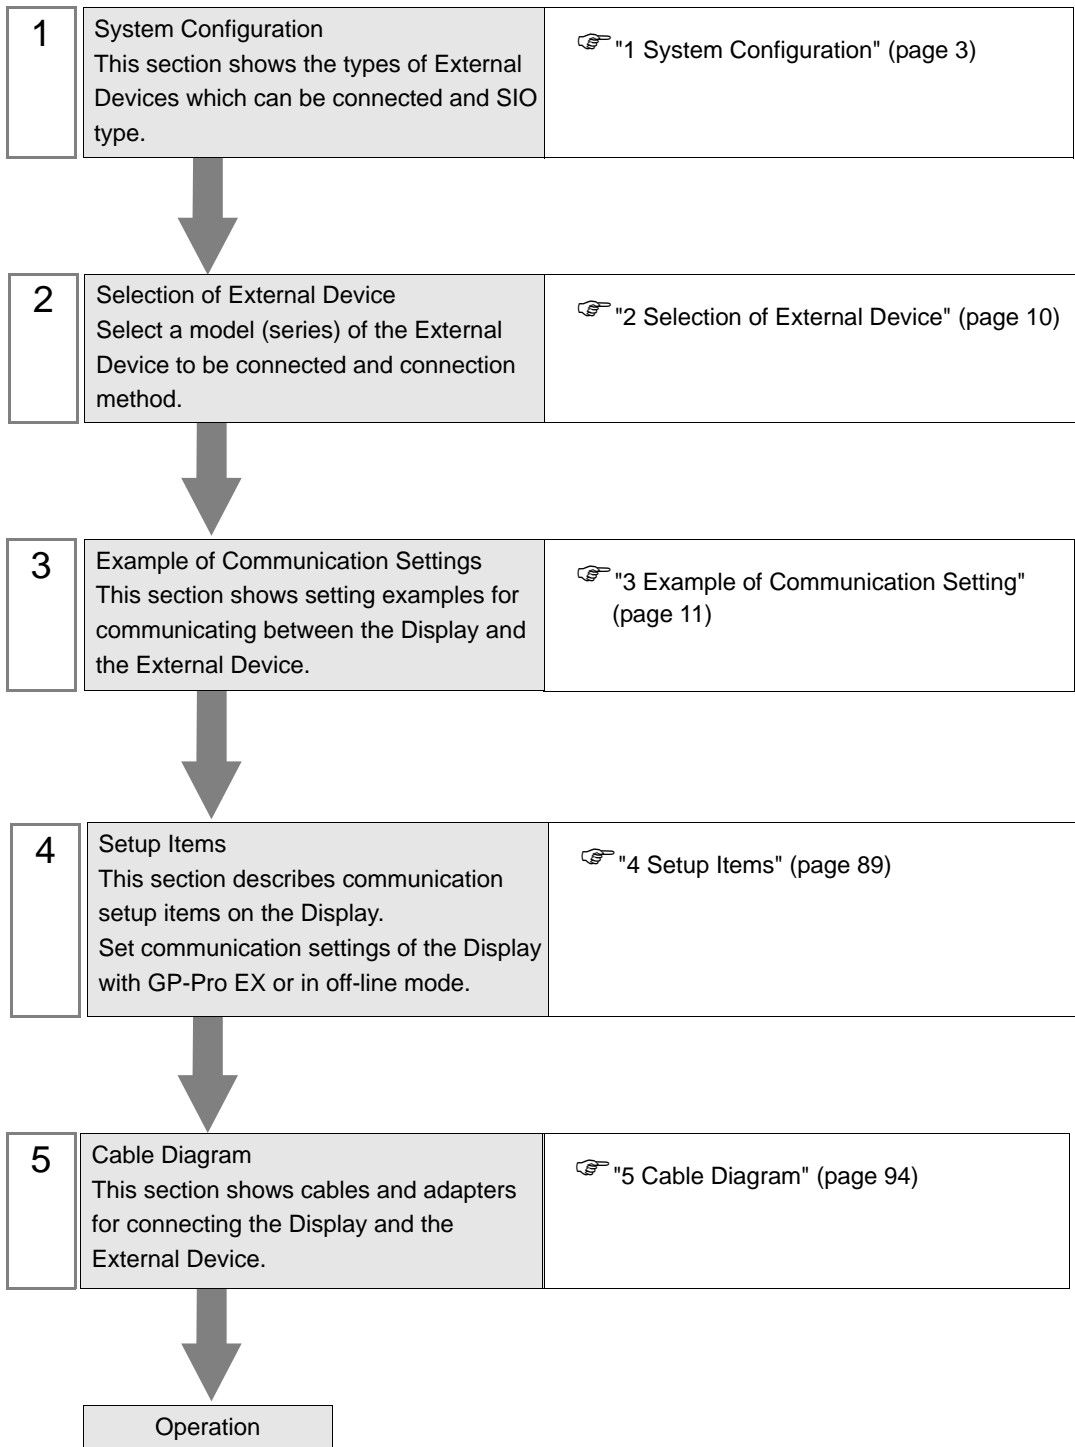 1
System Configuration
This section shows the types of External
Devices which can be connected and SIO
type.
"1 System Configuration" (page 3)
2
Selection of External Device
Select a model (series) of the External
Device to be connected and connection
method.
"2 Selection of External Device" (page 10)
3
Example of Communication Settings
This section shows setting examples for
communicating between the Display and
the External Device.
"3 Example of Communication Setting"
(page 11)
4
Setup Items
This section describes communication
setup items on the Display.
Set communication settings of the Display
with GP-Pro EX or in off-line mode.
"4 Setup Items" (page 89)
5
Cable Diagram
This section shows cables and adapters
for connecting the Display and the
External Device.
"5 Cable Diagram" (page 94)
Operation